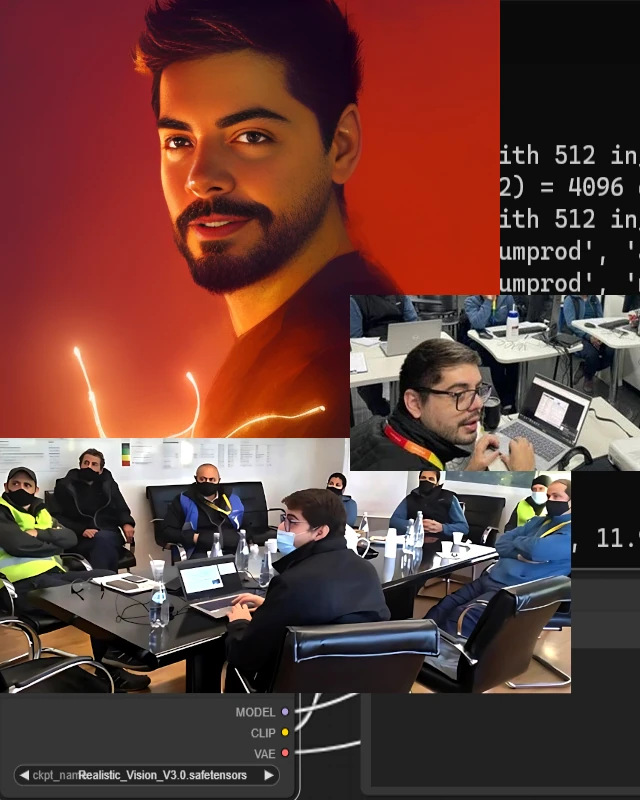 ith 512 in
2) = 4096
ith 512 in
umprod', '
umprod', '
, 11.
MODEL
CLIP
VAE
ckpt_nam Realistic_Vision_V3.0.safetensors